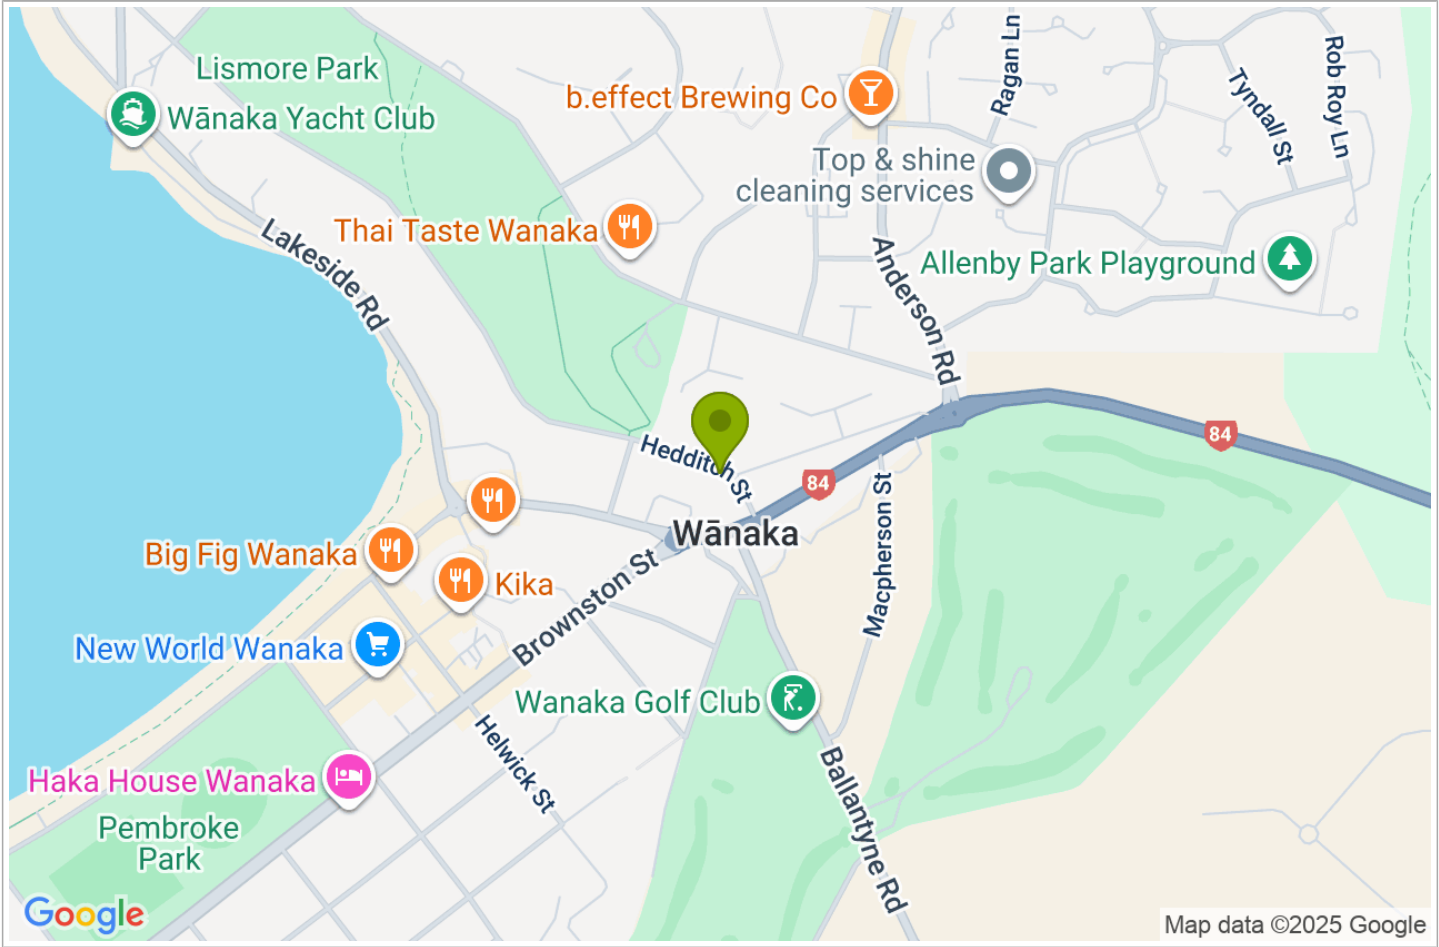 Lismore Park
Wānaka Yacht Club
b.effect Brewing Co
Ragan Ln
Rob Roy Ln
Tyndall St
Top & shine
cleaning services
Thai Taste Wanaka
Lakeside Rd
Anderson Rd
Allenby Park Playground
84
Hedditch St
84
Wānaka
Macpherson St
Big Fig Wanaka
Kika
Brownston St
New World Wanaka
Wanaka Golf Club
Helwick St
Haka House Wanaka
Ballantyne Rd
Pembroke
Park
Google
Map data ©2025 Google